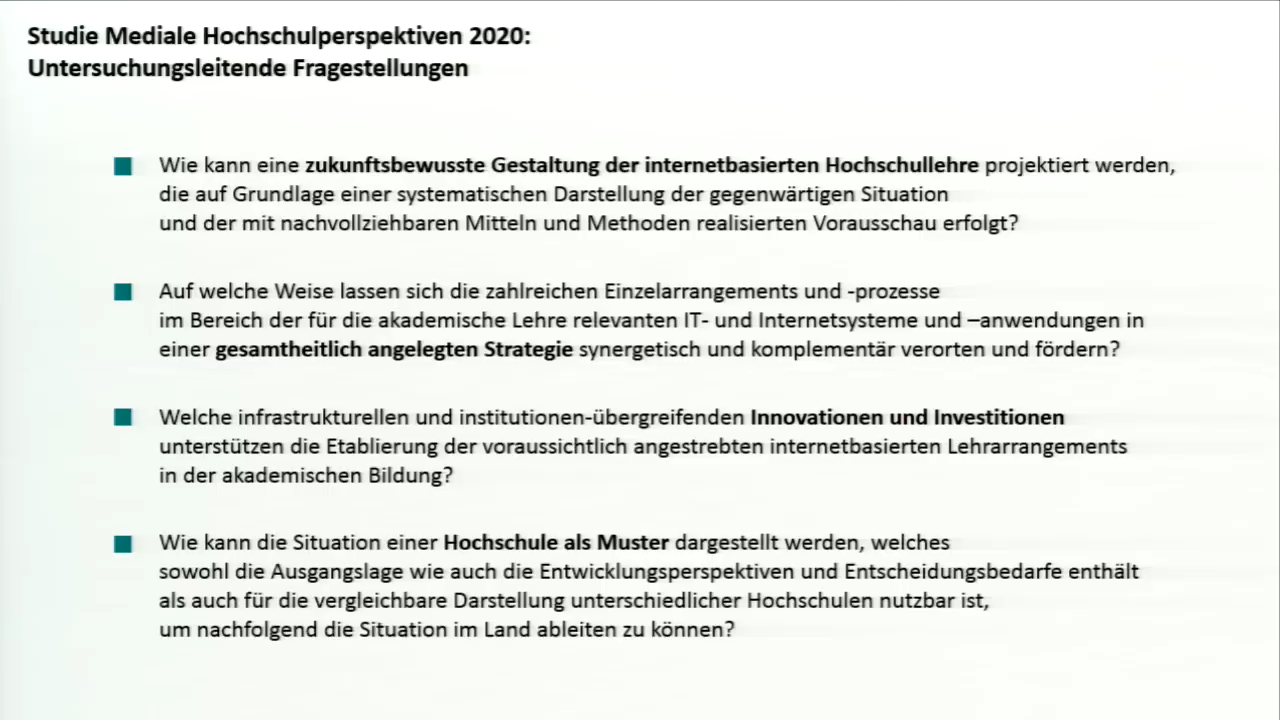 Studie Mediale Hochschulperspektiven 2020:
Untersuchungsleitende Fragestellungen
Wie kann eine zukunftsbewusste Gestaltung der internetbasierten Hochschullehre projektiert werden,
die auf Grundlage einer systematischen Darstellung der gegenwärtigen Situation
und der mit nachvollziehbaren Mitteln und Methoden realisierten Vorausschau erfolgt?
Auf welche Weise lassen sich die zahlreichen Einzelarrangements und -prozesse
im Bereich der für die akademische Lehre relevanten IT- und Internetsysteme und –anwendungen in
einer gesamtheitlich angelegten Strategie synergetisch und komplementär verorten und fördern?
Welche infrastrukturellen und institutionen-übergreifenden Innovationen und Investitionen
unterstützen die Etablierung der voraussichtlich angestrebten internetbasierten Lehrarrangements
in der akademischen Bildung?
Wie kann die Situation einer Hochschule als Muster dargestellt werden, welches
sowohl die Ausgangslage wie auch die Entwicklungsperspektiven und Entscheidungsbedarfe enthält
als auch für die vergleichbare Darstellung unterschiedlicher Hochschulen nutzbar ist,
um nachfolgend die Situation im Land ableiten zu können?